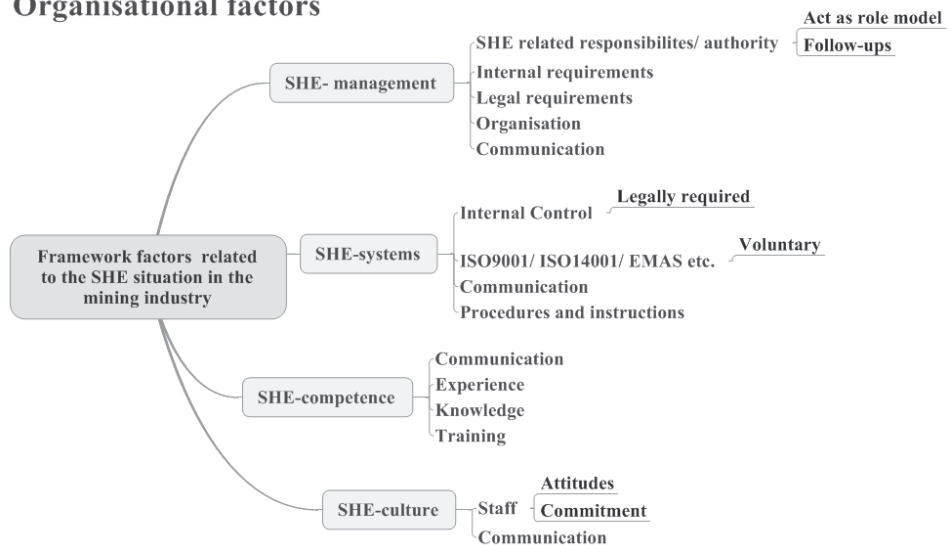 Organisational factors
Act as role model
SHE related responsibilites/ authority
Follow-ups
SHE- management
Internal requirements
Legal requirements
Organisation
Communication
Legally required
Internal Control
Voluntary
SHE-systems
ISO9001/ ISO14001/ EMAS etc.
Communication
Procedures and instructions
Framework factors related
to the SHE situation in the
mining industry
Communication
Experience
SHE-competence
Knowledge
Training
Attitudes
SHE-culture
Staff
Commitment
Communication